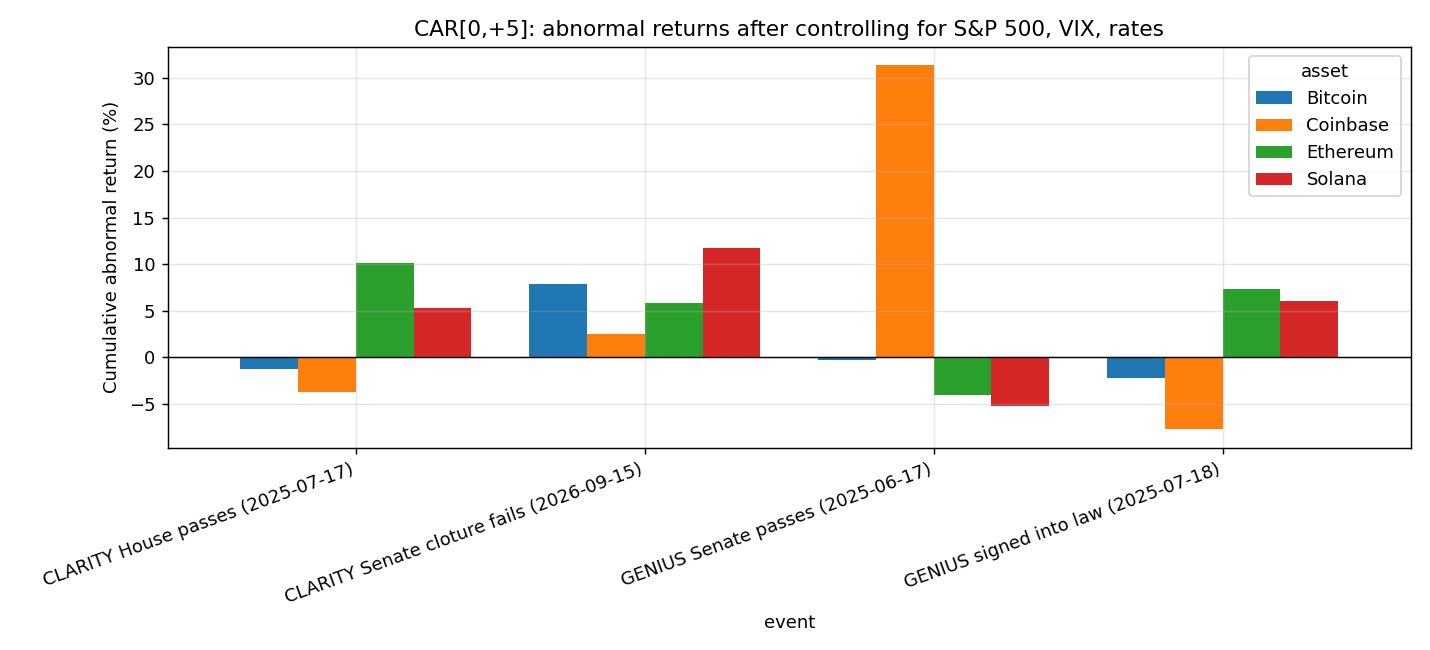 CAR[0,+5]: abnormal returns after controlling for S&P 500, VIX, rates
asset
Bitcoin
Coinbase
Ethereum
Solana
Cumulative abnormal return (%)
30
25
20
15
10
5
0
−5
CLARITY House passes (2025-07-17)
CLARITY Senate cloture fails (2026-09-15)
GENIUS Senate passes (2025-06-17)
GENIUS signed into law (2025-07-18)
event